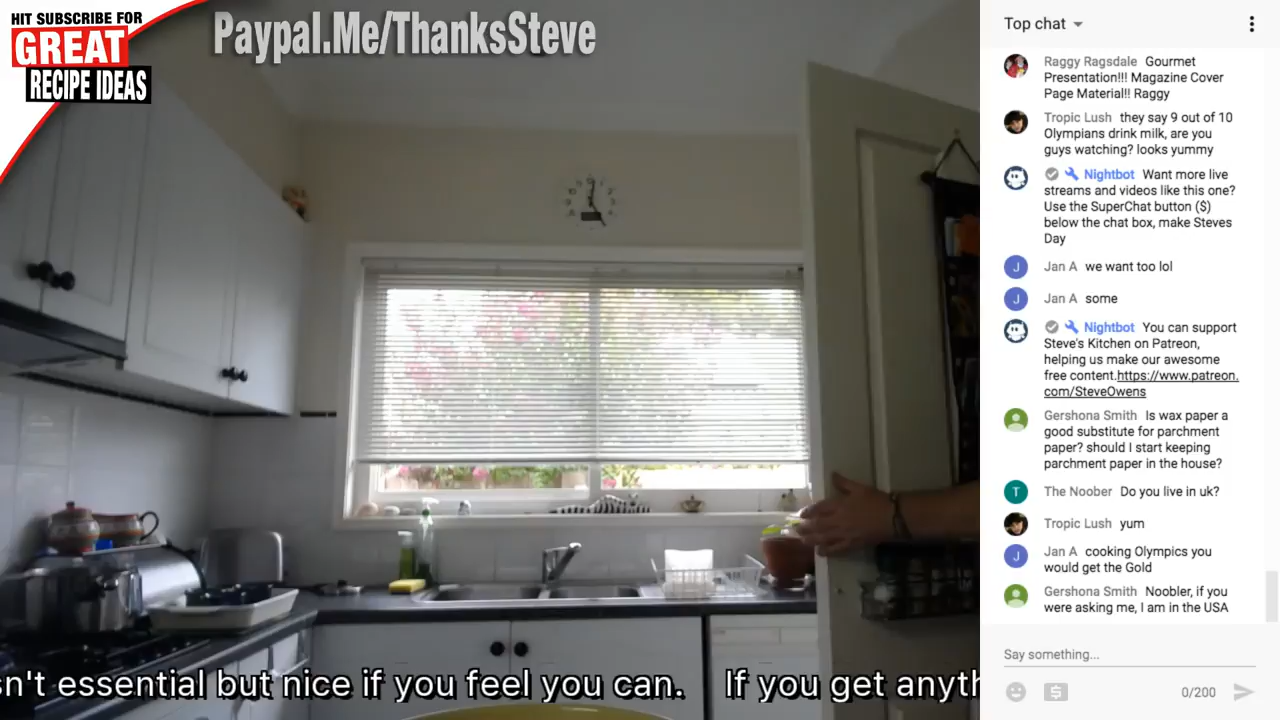 HIT SUBSCRIBE FOR
GREAT
RECIPE IDEAS
Paypal.Me/ThanksSteve
sn't essential but nice if you feel you can. If you get anyth
Top chat
Raggy Ragsdale Gourmet
Presentation!!! Magazine Cover
Page Material!! Raggy
Tropic Lush they say 9 out of 10
Olympians drink milk, are you
guys watching? looks yummy
Nightbot Want more live
streams and videos like this one?
Use the SuperChat button ($)
below the chat box, make Steves
Day
J Jan A we want too lol
J Jan A some
Nightbot You can support
Steve's Kitchen on Patreon,
helping us make our awesome
free content.https://www.patreon.
com/SteveOwens
Gershona Smith Is wax paper a
good substitute for parchment
paper? should I start keeping
parchment paper in the house?
T The Noober Do you live in uk?
Tropic Lush yum
J Jan A cooking Olympics you
would get the Gold
Gershona Smith Noobler, if you
were asking me, I am in the USA
Say something...
0/200